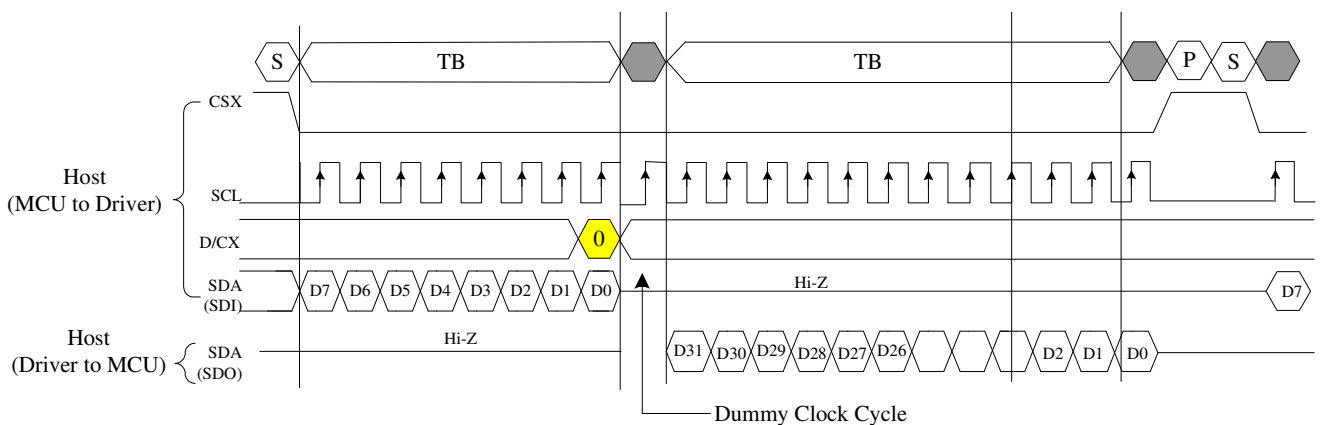 S TB TB P S
CSX
Host
(MCU to Driver)
SCL
D/CX 0
SDA
(SDI)
D7 D6 D5 D4 D3 D2 D1 D0 Hi-Z D7
Host
(Driver to MCU)
SDA
(SDO)
Hi-Z D31 D30 D29 D28 D27 D26 D2 D1 D0
Dummy Clock Cycle